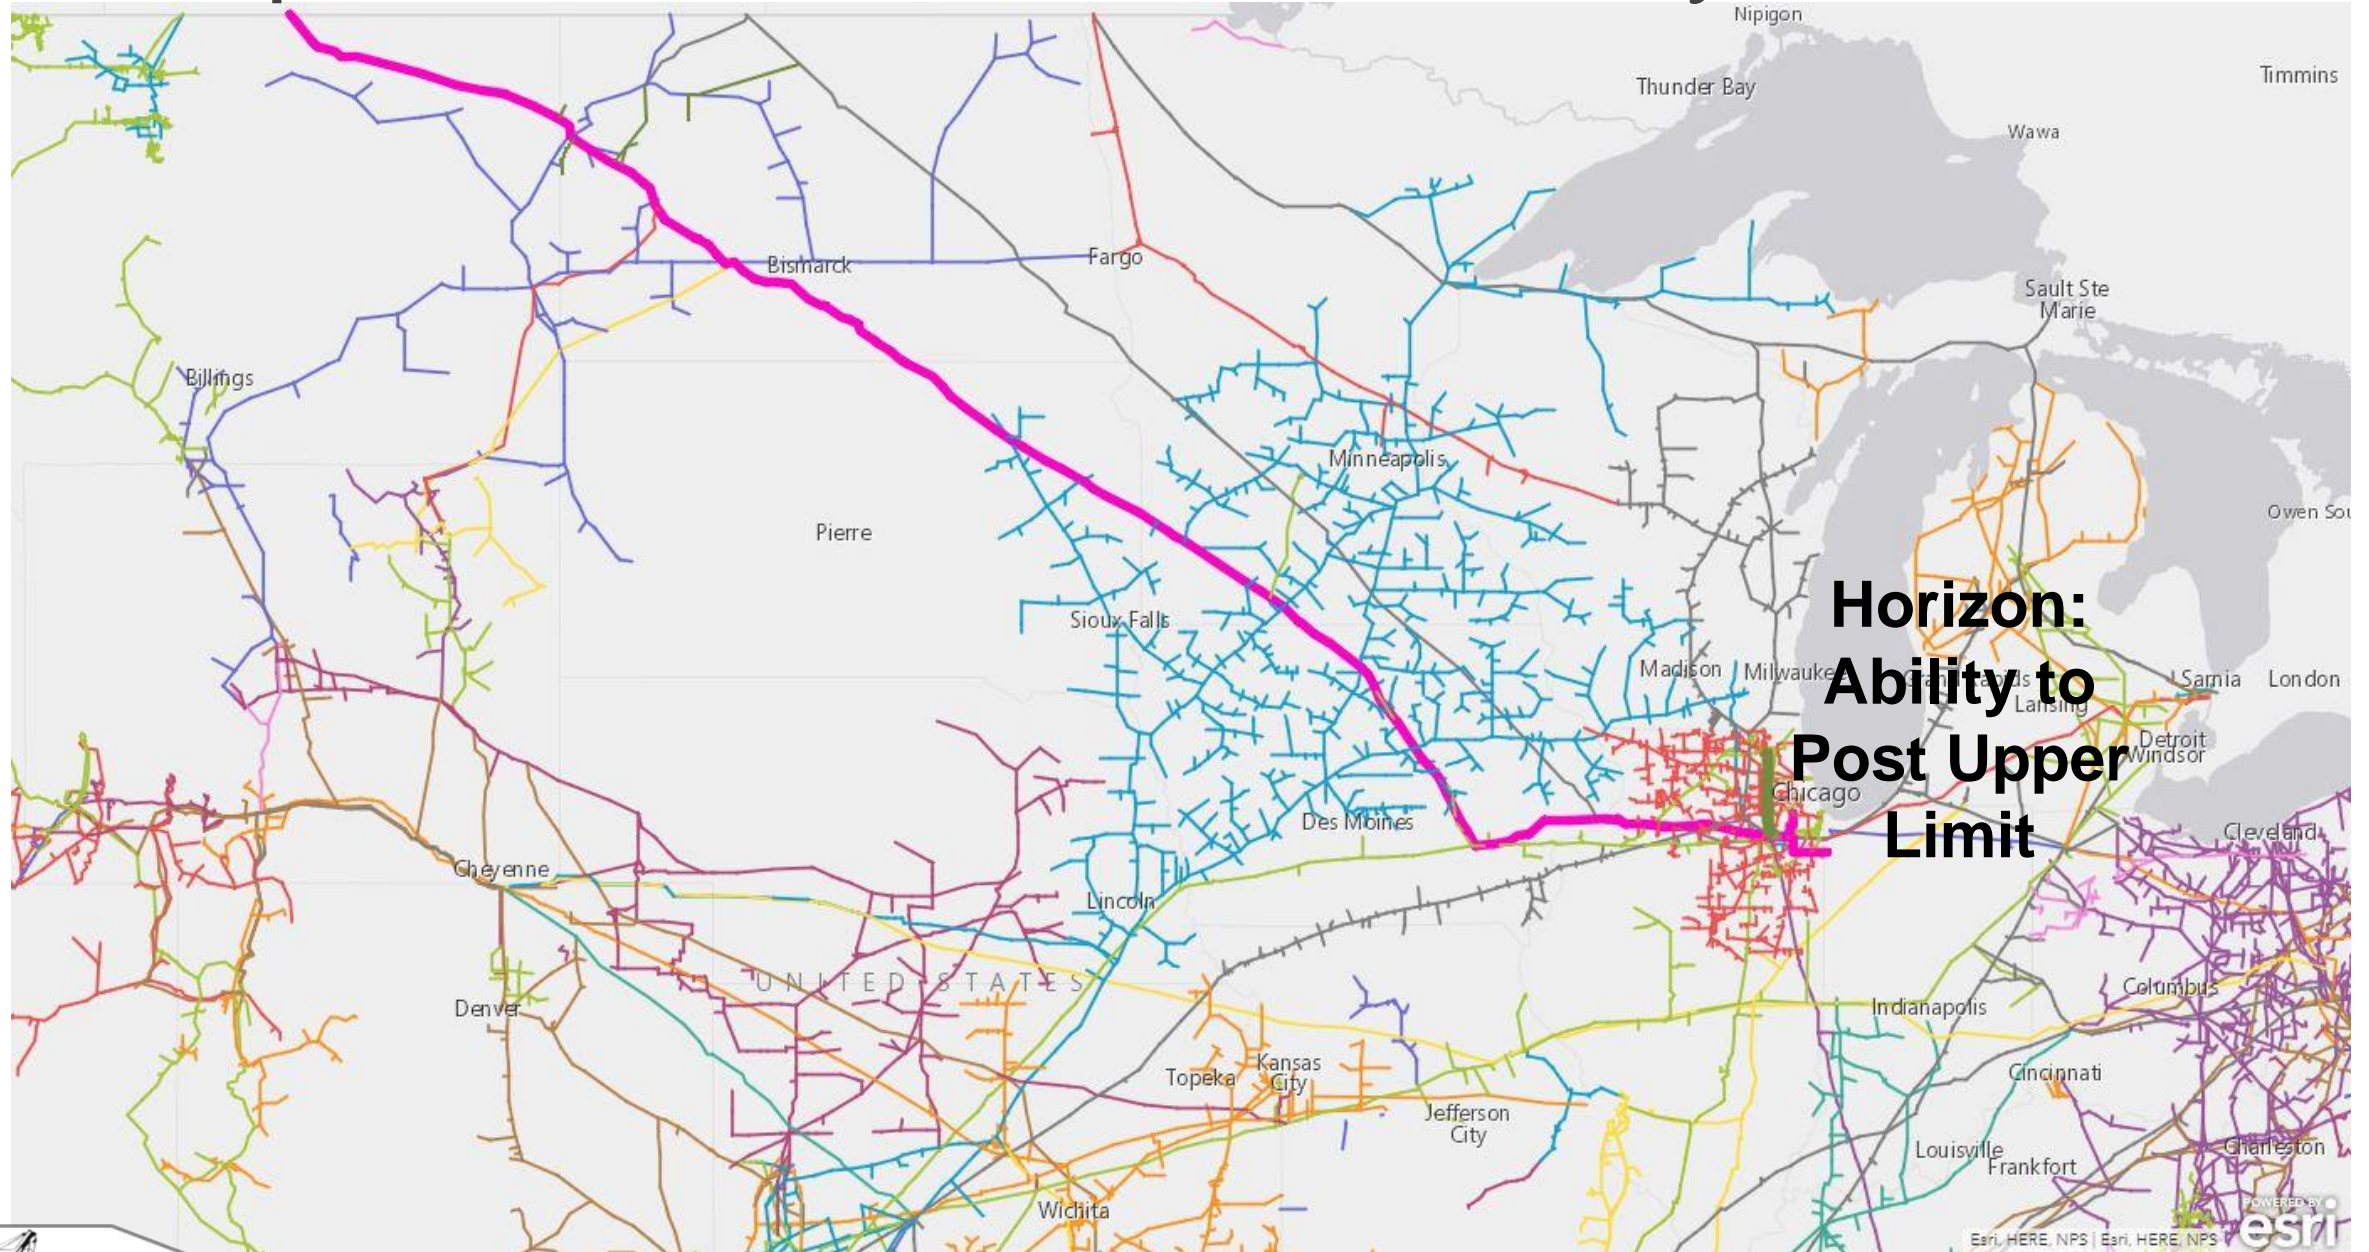 Nipigon
Timmins
Thunder Bay
Wawa
Fargo
Bismarck
Sault Ste
Marie
Billings
Minneapolis
Owen Sou
Pierre
Horizon:
Sioux Falls
Ability to
Madison
Milwaukee
Grand Rapids
Sarnia
London
Lansing
Detroit
Windsor
Post Upper
Chicago
Des Moines
Cleveland
Limit
Cheyenne
Lincoln
UNITED STATES
Columbus
Denver
Indianapolis
Kansas
City
Topeka
Cincinnati
Jefferson
City
Louisville
Frankfort
Charleston
Wichita
POWERED BY
esri
Esri, HERE, NPS | Esri, HERE, NPS